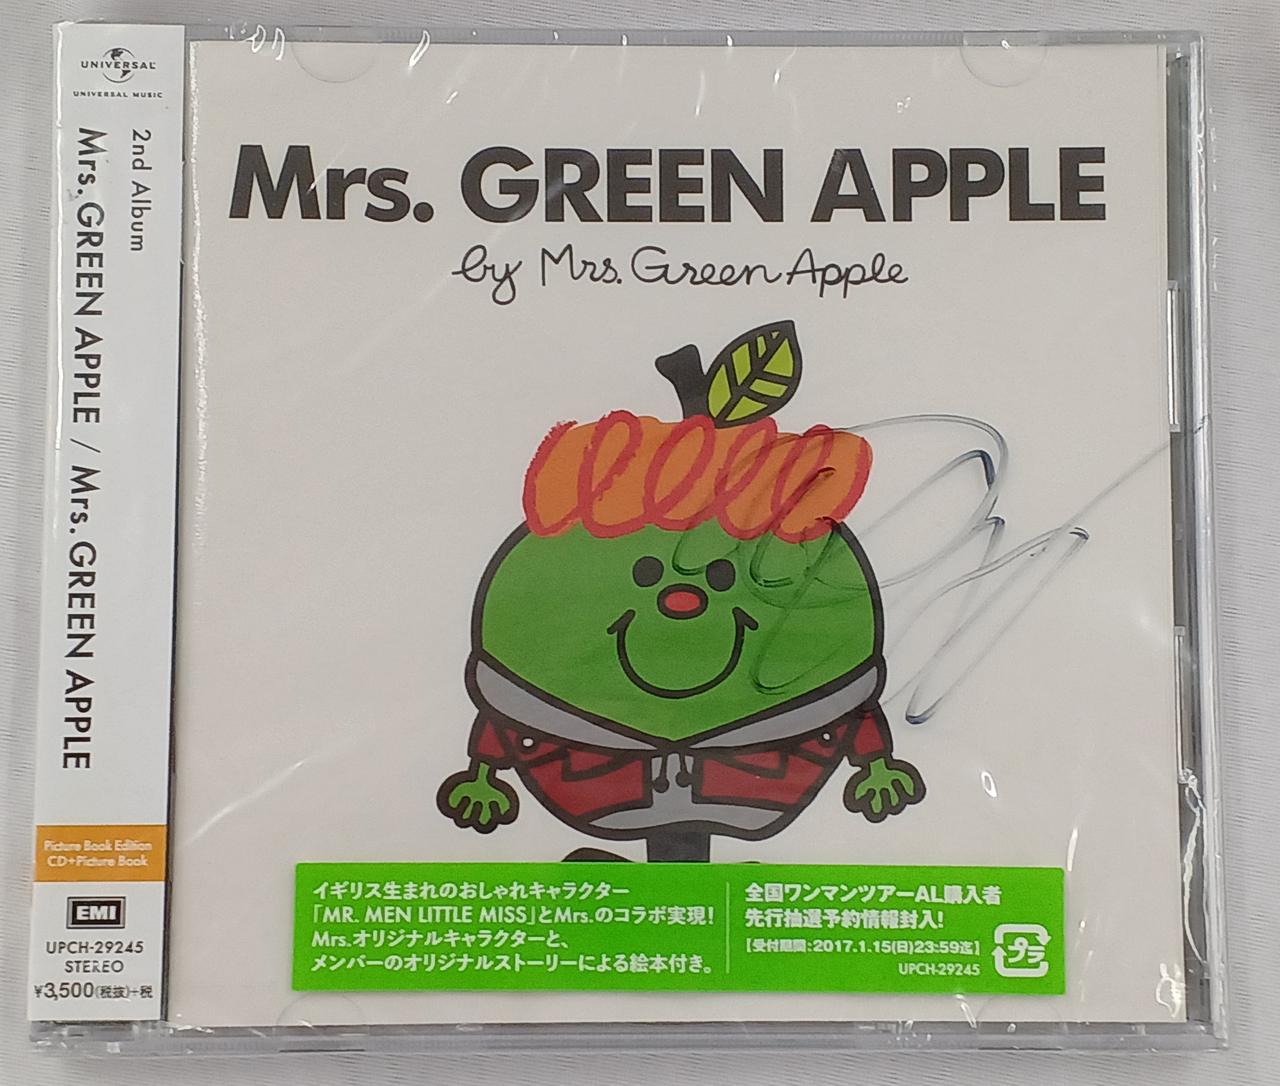 UNIVERSAL
UNIVERSAL MUSIC
2nd Album
Mrs. GREEN APPLE / Mrs. GREEN APPLE
Picture Book Edition
CD+Picture Book
EMI
UPCH-29245
STEREO
¥3,500(税抜)+税
Mrs. GREEN APPLE
by Mrs. Green Apple
イギリス生まれのおしゃれキャラクター
「MR. MEN LITTLE MISS」とMrs.のコラボ実現!
Mrs.オリジナルキャラクターと、
メンバーのオリジナルストーリーによる絵本付き。
全国ワンマンツアーAL購入者
先行抽選予約情報封入!
【受付期間:2017.1.15(日)23:59迄】
UPCH-29245
プラ